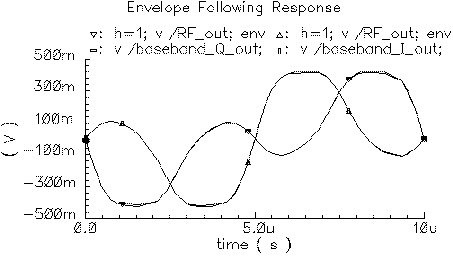 Envelope Following Response
▿: h=1; v /RF_out; env △: h=1; v /RF_out; env
▭: v /baseband_Q_out; ▯: v /baseband_I_out;
500m
300m
100m
( V )
-100m
-300m
-500m
0.0 5.0u 10u
time ( s )